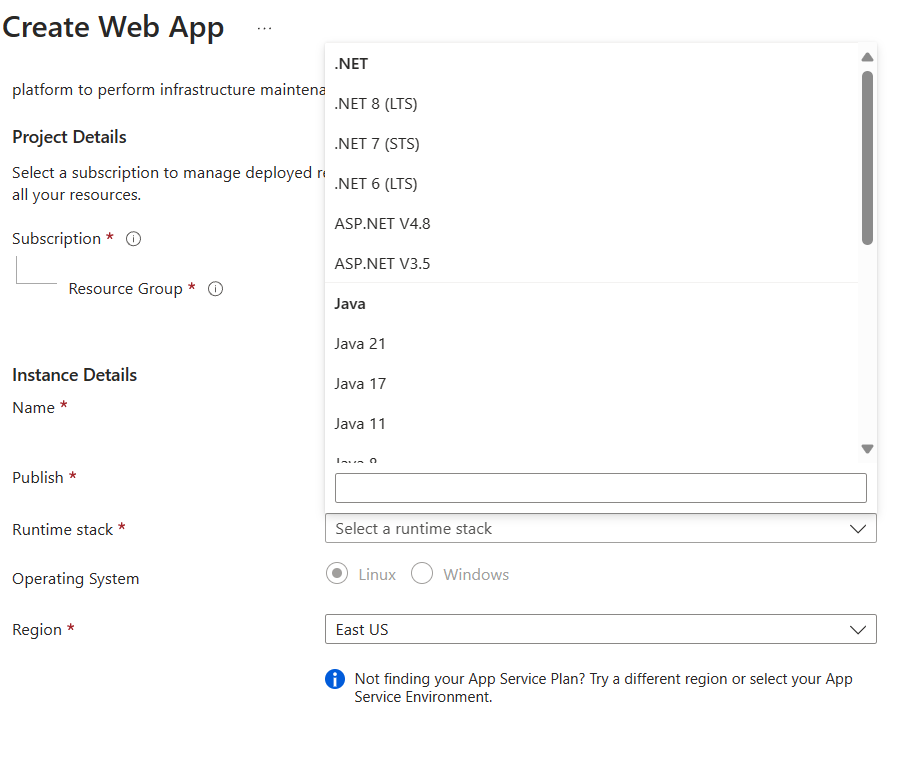 Create Web App ...
platform to perform infrastructure maintena
Project Details
Select a subscription to manage deployed re
all your resources.
Subscription *
Resource Group *
Instance Details
Name *
Publish *
.NET
.NET 8 (LTS)
.NET 7 (STS)
.NET 6 (LTS)
ASP.NET V4.8
ASP.NET V3.5
Java
Java 21
Java 17
Java 11
Java 8
Runtime stack *
Select a runtime stack
Operating System
Linux
Windows
Region *
East US
Not finding your App Service Plan? Try a different region or select your App
Service Environment.